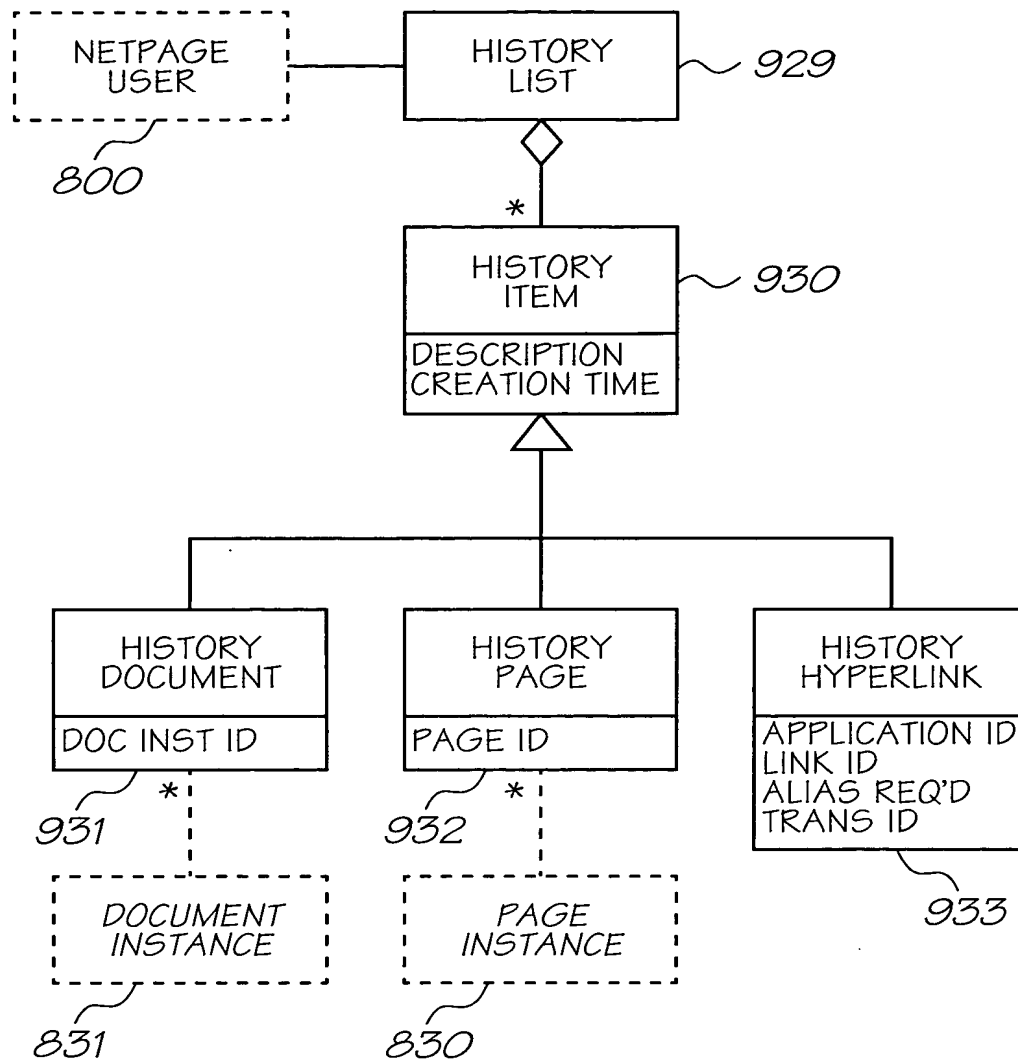 NETPAGE
USER
800
HISTORY
LIST
929
*
HISTORY
ITEM
930
DESCRIPTION
CREATION TIME
HISTORY
DOCUMENT
DOC INST ID
931
*
HISTORY
PAGE
PAGE ID
932
*
HISTORY
HYPERLINK
APPLICATION ID
LINK ID
ALIAS REQ'D
TRANS ID
933
DOCUMENT
INSTANCE
831
PAGE
INSTANCE
830